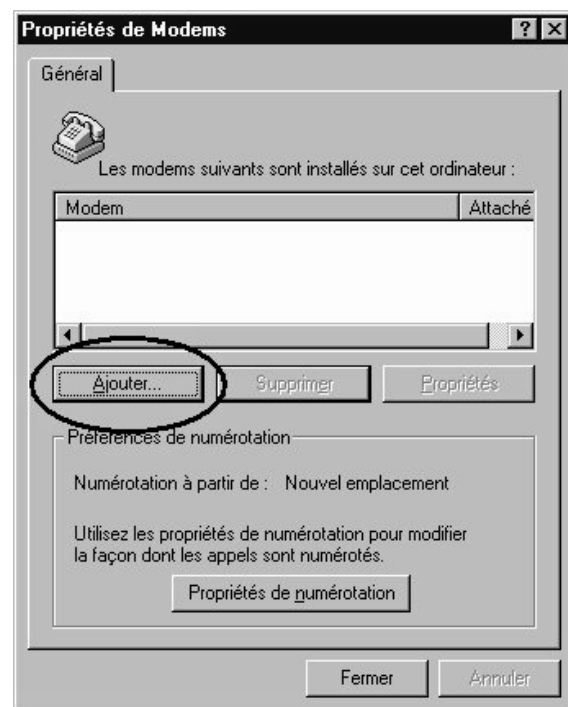 Propriétés de Modems
Général
Les modems suivants sont installés sur cet ordinateur :
Modem Attaché
Ajouter... Supprimer Propriétés
Préférences de numérotation
Numérotation à partir de : Nouvel emplacement
Utilisez les propriétés de numérotation pour modifier
la façon dont les appels sont numérotés.
Propriétés de numérotation
Fermer Annuler